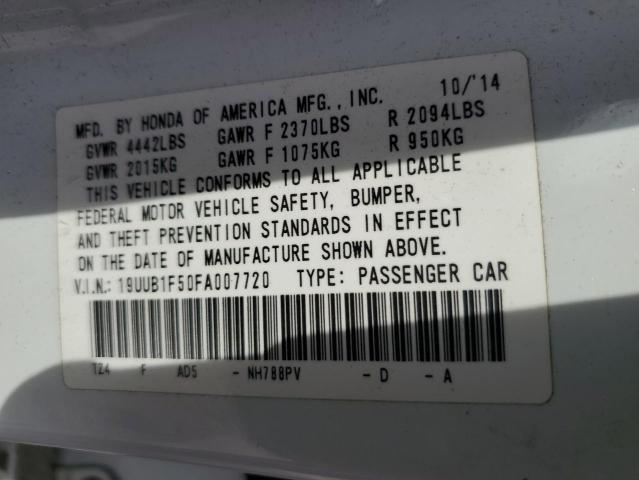 MFD. BY HONDA OF AMERICA MFG., INC. 10/'14
GVWR 4442LBS GAWR F 2370LBS R 2094LBS
GVWR 2015KG GAWR F 1075KG R 950KG
THIS VEHICLE CONFORMS TO ALL APPLICABLE
FEDERAL MOTOR VEHICLE SAFETY, BUMPER,
AND THEFT PREVENTION STANDARDS IN EFFECT
ON THE DATE OF MANUFACTURE SHOWN ABOVE.
V.I.N.: 19UUB1F50FA007720 TYPE: PASSENGER CAR
TZ4 F AD5 - NH788PV - D - A